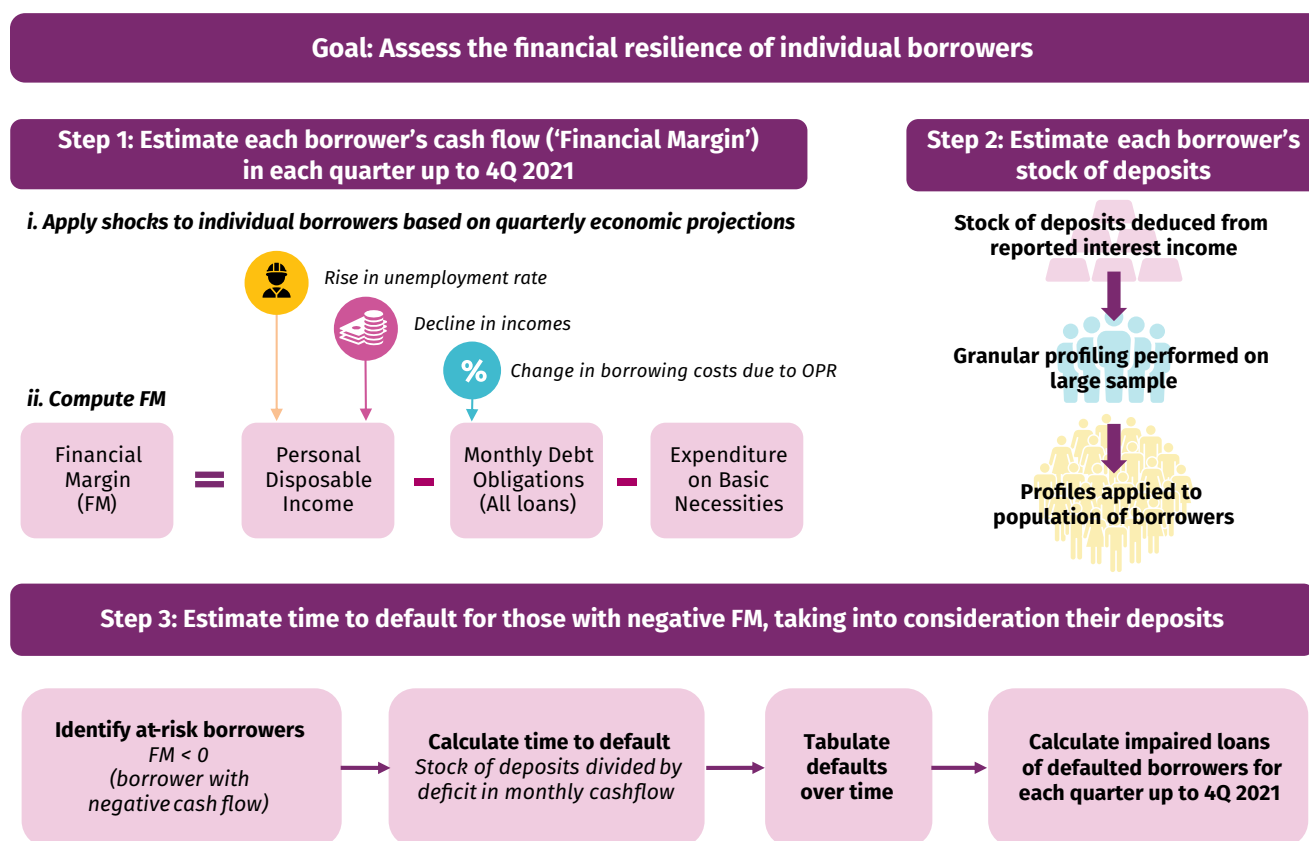 Goal: Assess the financial resilience of individual borrowers
Step 1: Estimate each borrower’s cash flow (‘Financial Margin’)
in each quarter up to 4Q 2021
i. Apply shocks to individual borrowers based on quarterly economic projections
Rise in unemployment rate
Decline in incomes
%
Change in borrowing costs due to OPR
ii. Compute FM
Financial
Margin
(FM)
=
Personal
Disposable
Income
-
Monthly Debt
Obligations
(All loans)
-
Expenditure
on Basic
Necessities
Step 2: Estimate each borrower’s
stock of deposits
Stock of deposits deduced from
reported interest income
Granular profiling performed on
large sample
Profiles applied to
population of borrowers
Step 3: Estimate time to default for those with negative FM, taking into consideration their deposits
Identify at-risk borrowers
FM < 0
(borrower with
negative cash flow)
Calculate time to default
Stock of deposits divided by
deficit in monthly cashflow
Tabulate
defaults
over time
Calculate impaired loans
of defaulted borrowers for
each quarter up to 4Q 2021